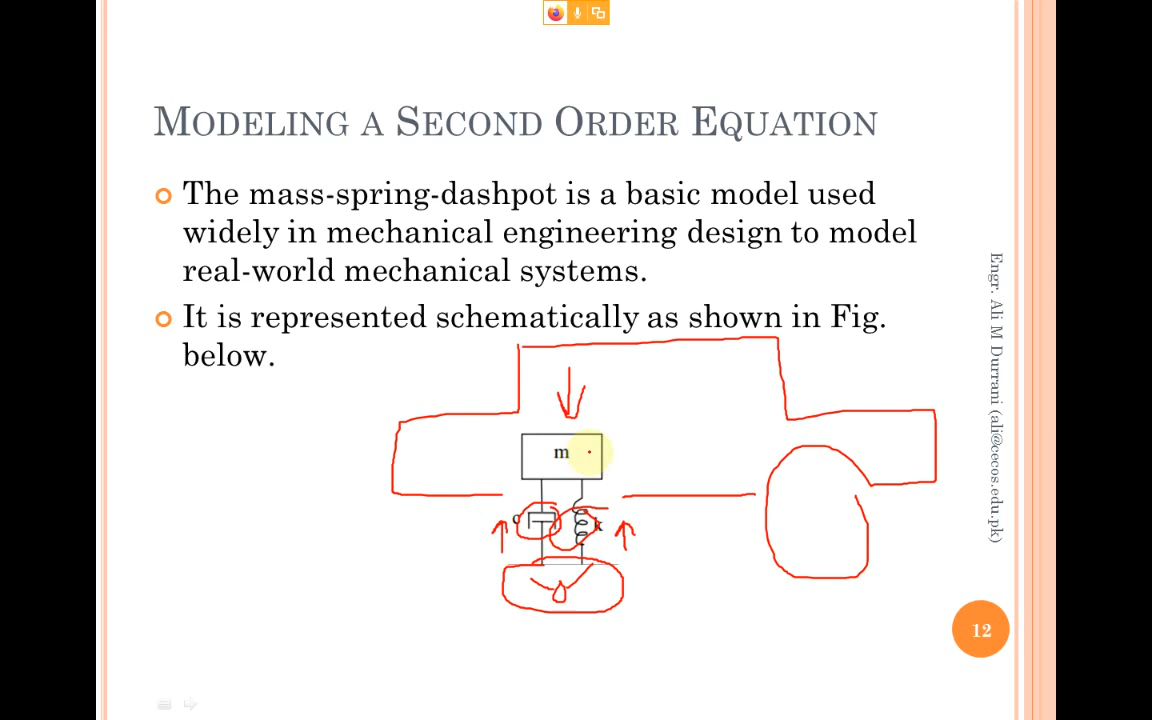 MODELING A SECOND ORDER EQUATION
The mass-spring-dashpot is a basic model used
widely in mechanical engineering design to model
real-world mechanical systems.
It is represented schematically as shown in Fig.
below.
m
c
k
Engr. Ali M Durrani (ali@cecos.edu.pk)
12